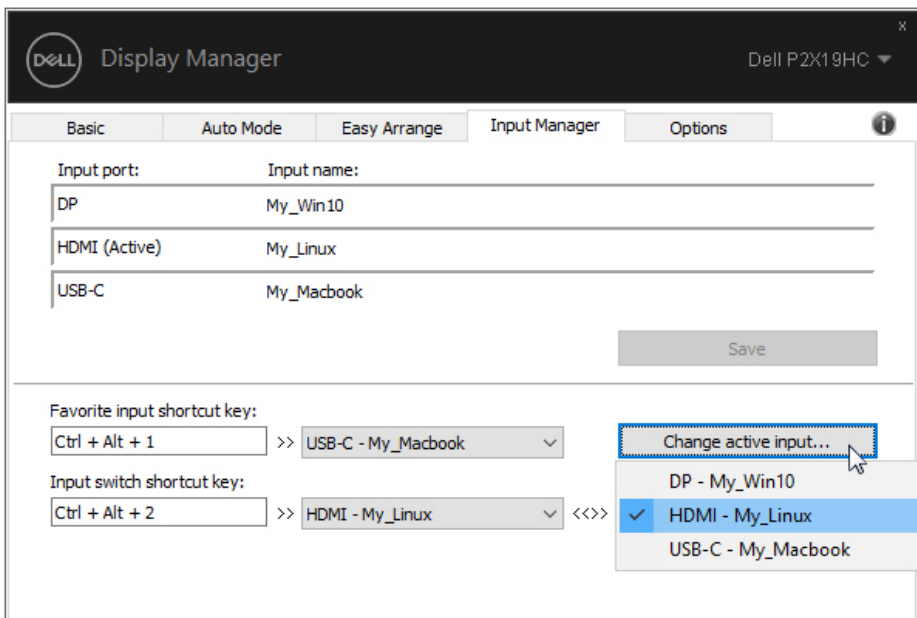 x
DELL Display Manager Dell P2X19HC
Basic Auto Mode Easy Arrange Input Manager Options i
Input port: Input name:
DP My_Win10
HDMI (Active) My_Linux
USB-C My_Macbook
Save
Favorite input shortcut key:
Ctrl + Alt + 1 >> USB-C - My_Macbook Change active input...
DP - My_Win10
Input switch shortcut key:
Ctrl + Alt + 2 >> HDMI - My_Linux <<>> HDMI - My_Linux
USB-C - My_Macbook